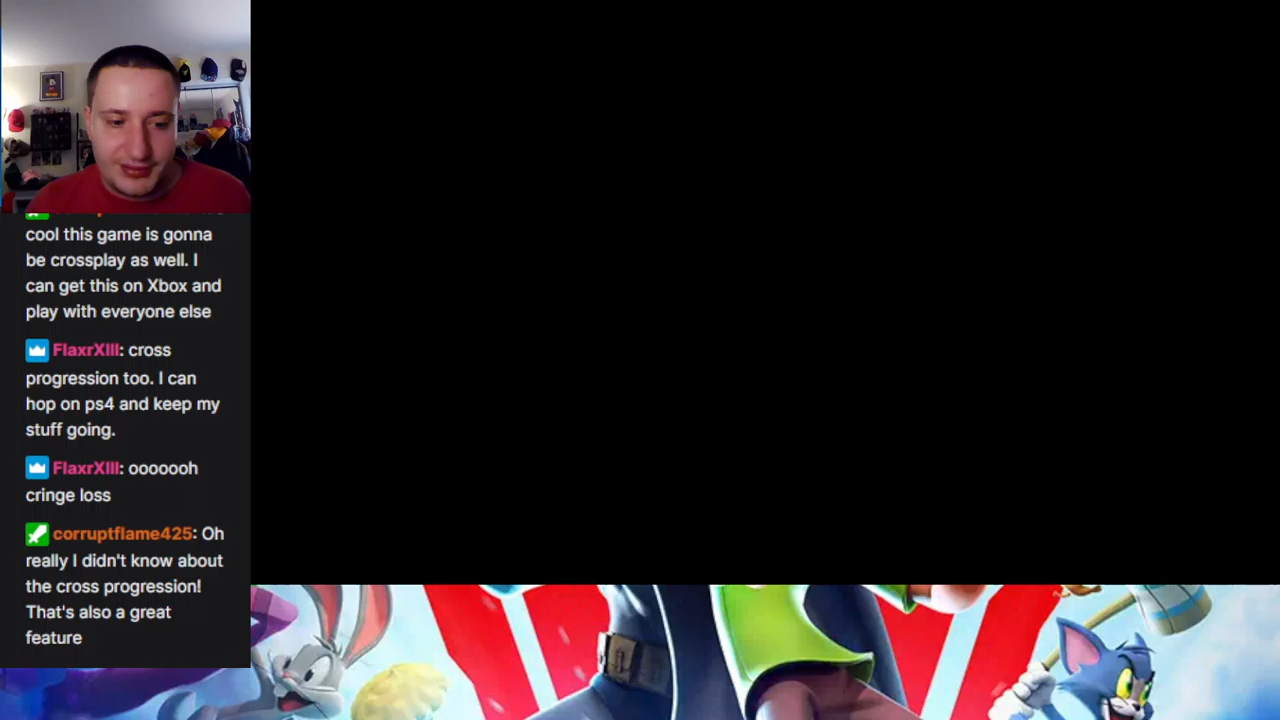 cool this game is gonna
be crossplay as well. I
can get this on Xbox and
play with everyone else
FlaxrXIII: cross
progression too. I can
hop on ps4 and keep my
stuff going.
FlaxrXIII: ooooooh
cringe loss
corruptflame425: Oh
really I didn't know about
the cross progression!
That's also a great
feature